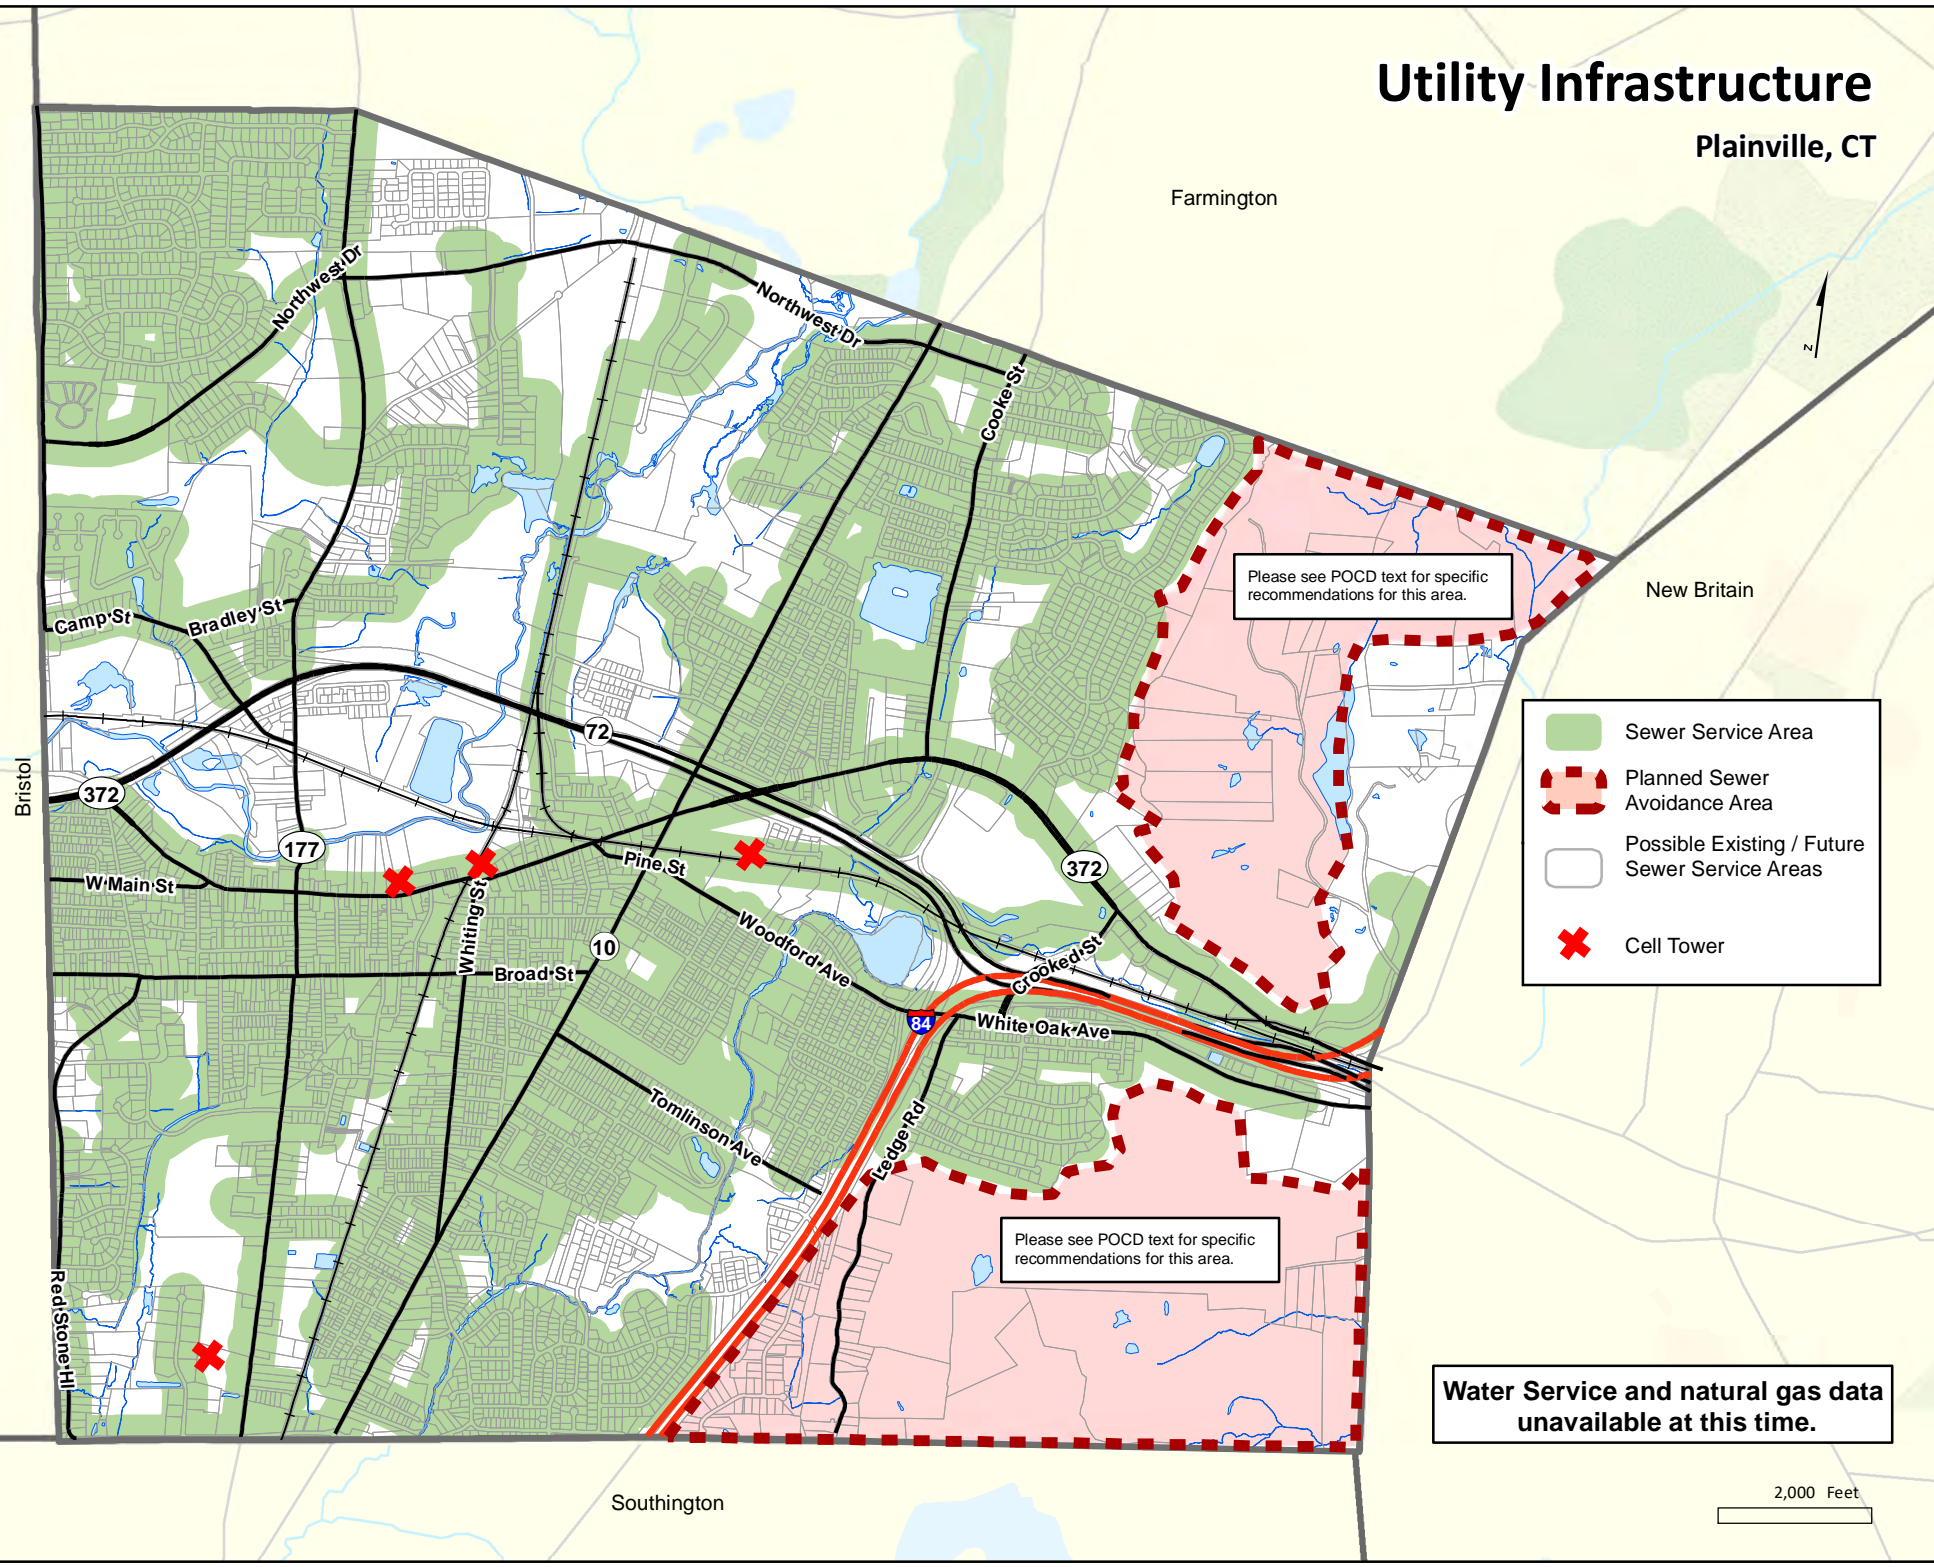 Utility Infrastructure
Plainville, CT
Farmington
Northwest Dr
Northwest Dr
Cooke St
N
Please see POCD text for specific
recommendations for this area.
New Britain
Camp St
Bradley St
72
Bristol
372
177
W Main St
Whiting St
Pine St
372
Woodford Ave
10
Broad St
Crooked St
84
White Oak Ave
Sewer Service Area
Planned Sewer
Avoidance Area
Possible Existing / Future
Sewer Service Areas
Cell Tower
Tomlinson Ave
Ledge Rd
Please see POCD text for specific
recommendations for this area.
Red Stone Hl
Water Service and natural gas data
unavailable at this time.
Southington
2,000 Feet